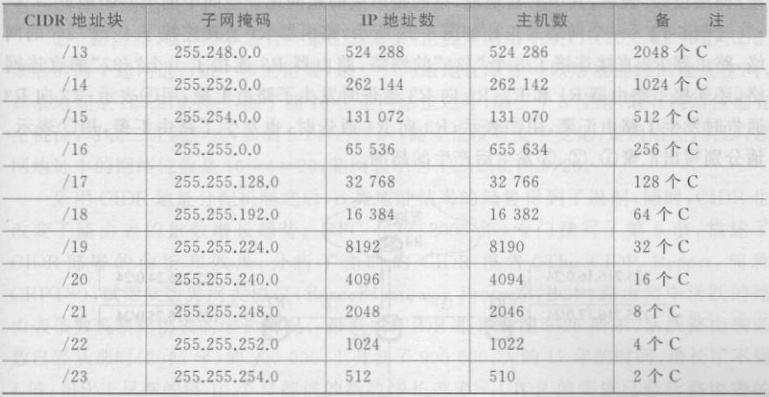 CIDR 地址块 子网掩码 IP 地址数 主机数 备 注
/13 255.248.0.0 524 288 524 286 2048 个 C
/14 255.252.0.0 262 144 262 142 1024 个 C
/15 255.254.0.0 131 072 131 070 512 个 C
/16 255.255.0.0 65 536 655 634 256 个 C
/17 255.255.128.0 32 768 32 766 128 个 C
/18 255.255.192.0 16 384 16 382 64 个 C
/19 255.255.224.0 8192 8190 32 个 C
/20 255.255.240.0 4096 4094 16 个 C
/21 255.255.248.0 2048 2046 8 个 C
/22 255.255.252.0 1024 1022 4 个 C
/23 255.255.254.0 512 510 2 个 C